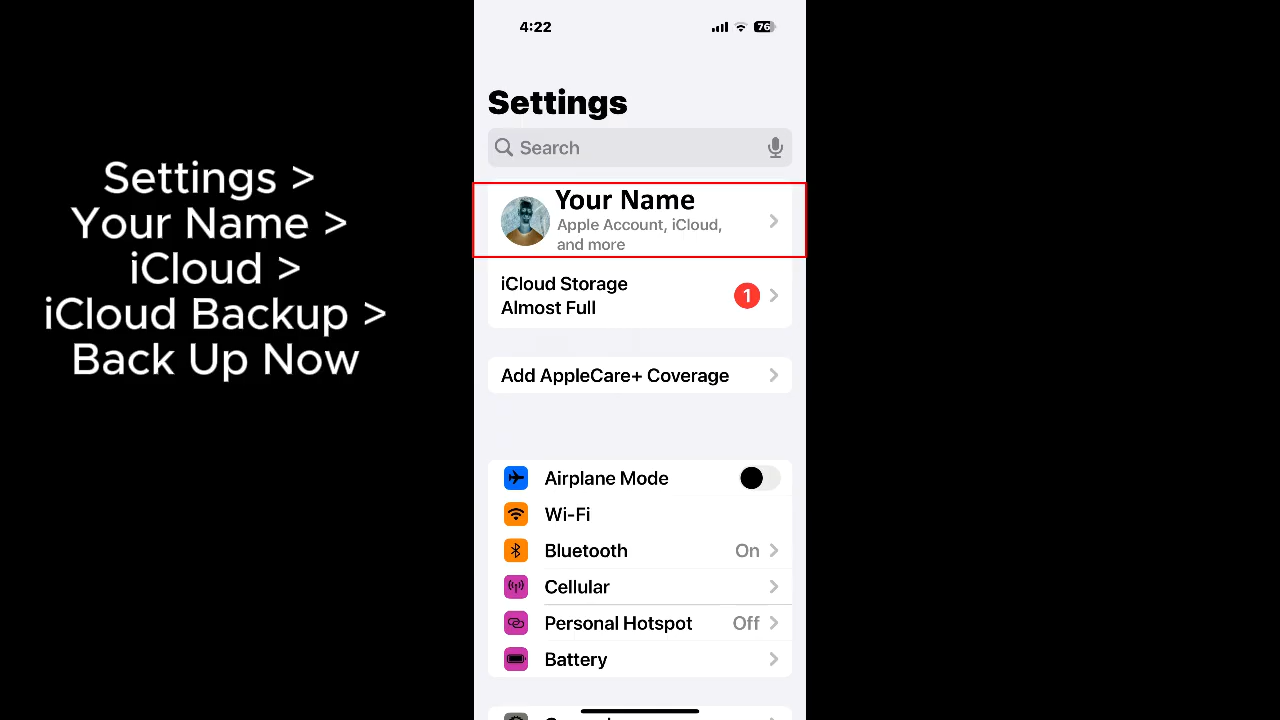 Settings >
Your Name >
iCloud >
iCloud Backup >
Back Up Now
4:22
76
Settings
Search
Your Name
Apple Account, iCloud,
and more
iCloud Storage
Almost Full
1
Add AppleCare+ Coverage
Airplane Mode
Wi-Fi
Bluetooth On
Cellular
Personal Hotspot Off
Battery